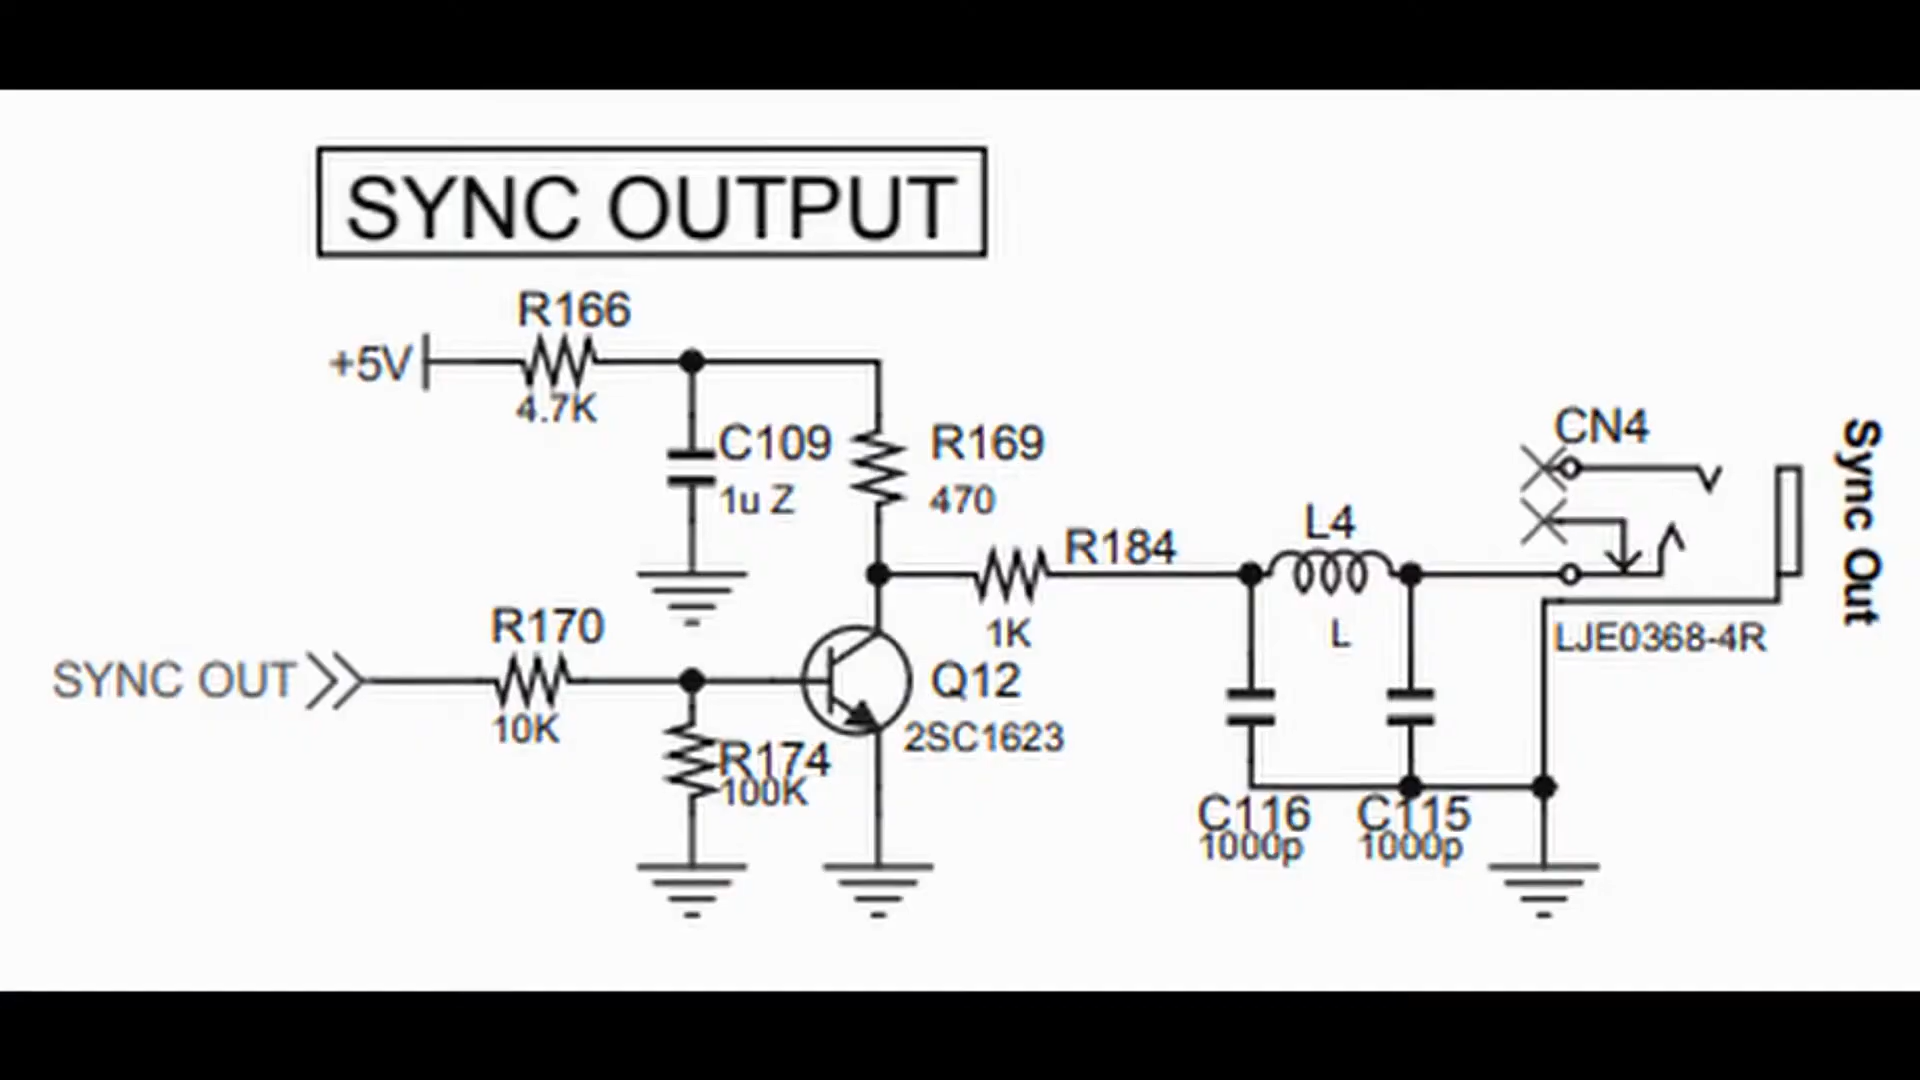 SYNC OUTPUT
R166
+5V
4.7K
C109
1u Z
R169
470
CN4
Sync Out
L4
R184
1K
L
LJE0368-4R
R170
SYNC OUT
10K
Q12
2SC1623
R174
100K
C116
1000p
C115
1000p